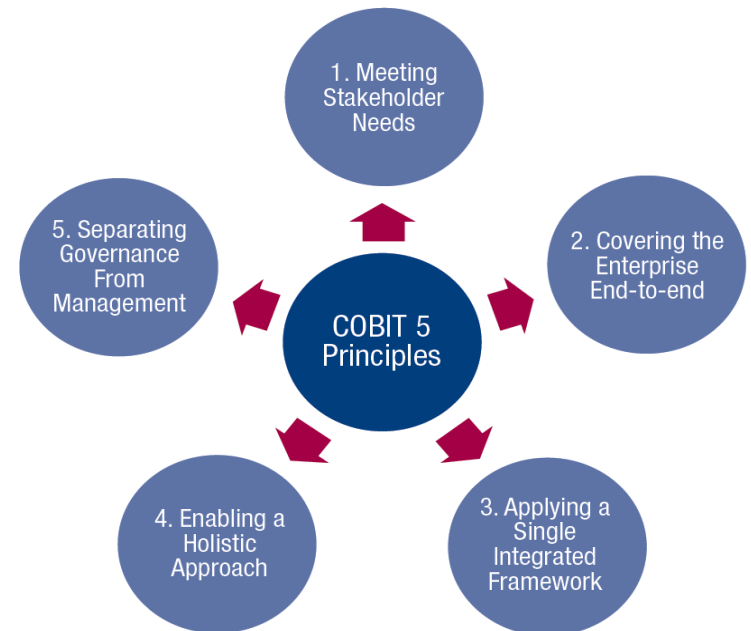 1. Meeting
Stakeholder
Needs
5. Separating
Governance
From
Management
2. Covering the
Enterprise
End-to-end
COBIT 5
Principles
4. Enabling a
Holistic
Approach
3. Applying a
Single
Integrated
Framework